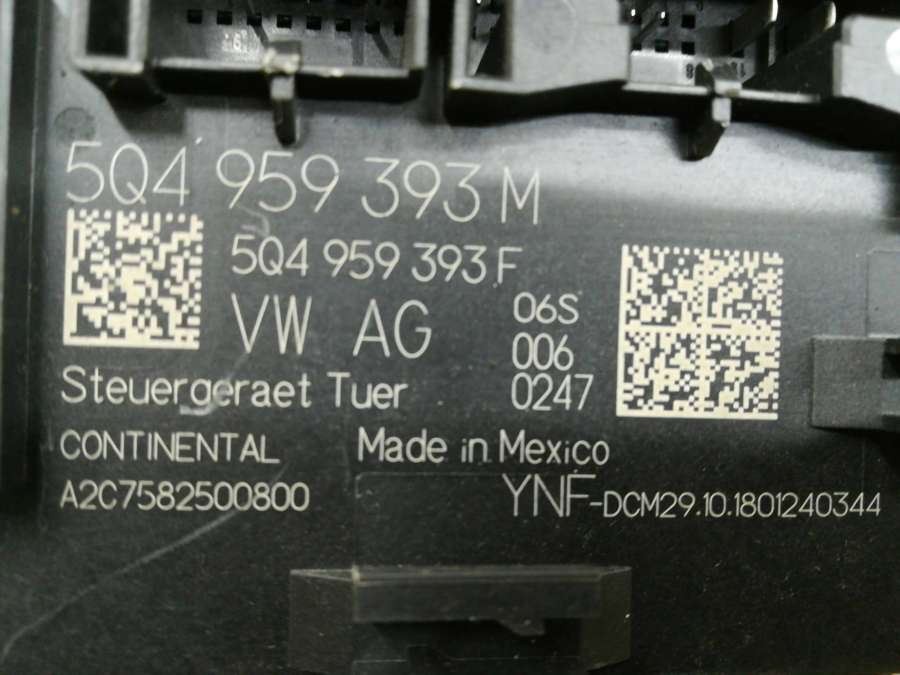 5Q4 959 393 M
5Q4 959 393 F
VW AG
06S
006
0247
Steuergeraet Tuer
CONTINENTAL
Made in Mexico
A2C7582500800
YNF-DCM29.10.1801240344